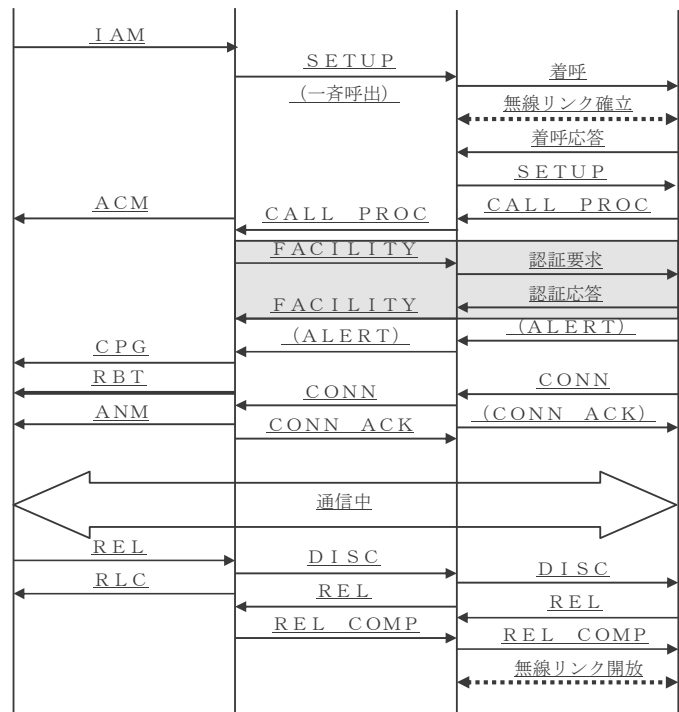 ＩＡＭ
ＳＥＴＵＰ
（一斉呼出）
着呼
無線リンク確立
着呼応答
ＳＥＴＵＰ
ＡＣＭ
ＣＡＬＬ　ＰＲＯＣ
ＣＡＬＬ　ＰＲＯＣ
ＦＡＣＩＬＩＴＹ
認証要求
認証応答
ＦＡＣＩＬＩＴＹ
（ＡＬＥＲＴ）
（ＡＬＥＲＴ）
ＣＰＧ
ＲＢＴ
ＣＯＮＮ
ＣＯＮＮ
ＡＮＭ
ＣＯＮＮ　ＡＣＫ
（ＣＯＮＮ　ＡＣＫ）
通信中
ＲＥＬ
ＤＩＳＣ
ＤＩＳＣ
ＲＬＣ
ＲＥＬ
ＲＥＬ
ＲＥＬ　ＣＯＭＰ
ＲＥＬ　ＣＯＭＰ
無線リンク開放